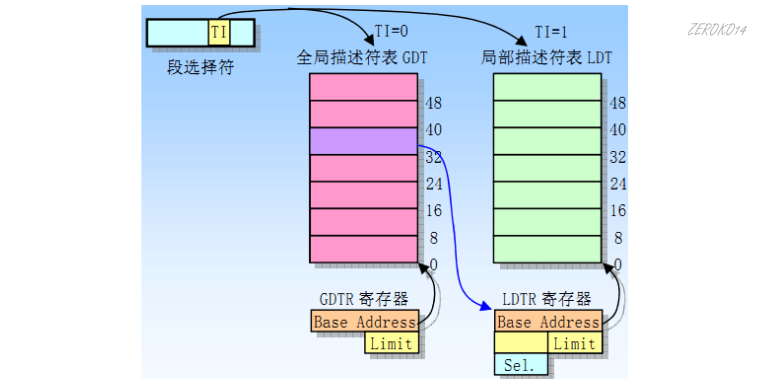 ZEROKO14
TI=0
TI=1
TI
段选择符
全局描述符表 GDT
局部描述符表 LDT
48
40
32
24
16
8
0
48
40
32
24
16
8
0
GDTR 寄存器
LDTR 寄存器
Base Address
Limit
Base Address
Limit
Sel.